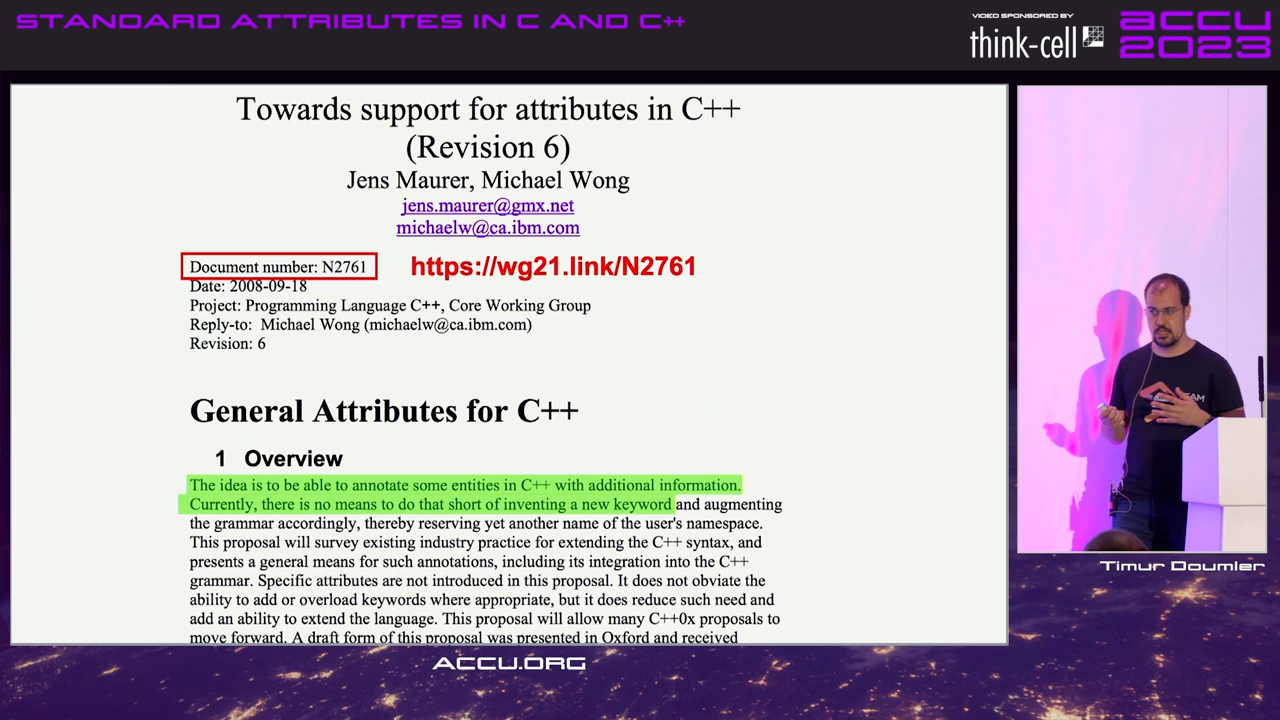 STANDARD ATTRIBUTES IN C AND C++
VIDEO SPONSORED BY
think-cell
ACCU
2023
Towards support for attributes in C++
(Revision 6)
Jens Maurer, Michael Wong
jens.maurer@gmx.net
michaelw@ca.ibm.com
Document number: N2761
https://wg21.link/N2761
Date: 2008-09-18
Project: Programming Language C++, Core Working Group
Reply-to: Michael Wong (michaelw@ca.ibm.com)
Revision: 6
General Attributes for C++
1 Overview
The idea is to be able to annotate some entities in C++ with additional information.
Currently, there is no means to do that short of inventing a new keyword and augmenting
the grammar accordingly, thereby reserving yet another name of the user's namespace.
This proposal will survey existing industry practice for extending the C++ syntax, and
presents a general means for such annotations, including its integration into the C++
grammar. Specific attributes are not introduced in this proposal. It does not obviate the
ability to add or overload keywords where appropriate, but it does reduce such need and
add an ability to extend the language. This proposal will allow many C++0x proposals to
move forward. A draft form of this proposal was presented in Oxford and received
Timur Doumler
ACCU.ORG